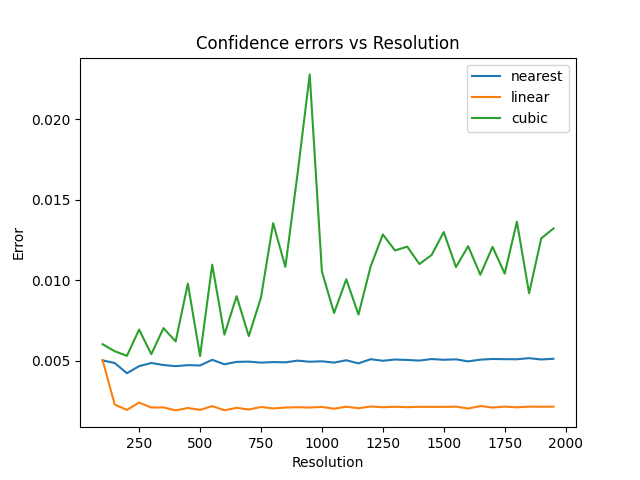 Confidence errors vs Resolution
nearest
linear
cubic
0.020
0.015
0.010
0.005
Error
250 500 750 1000 1250 1500 1750 2000
Resolution